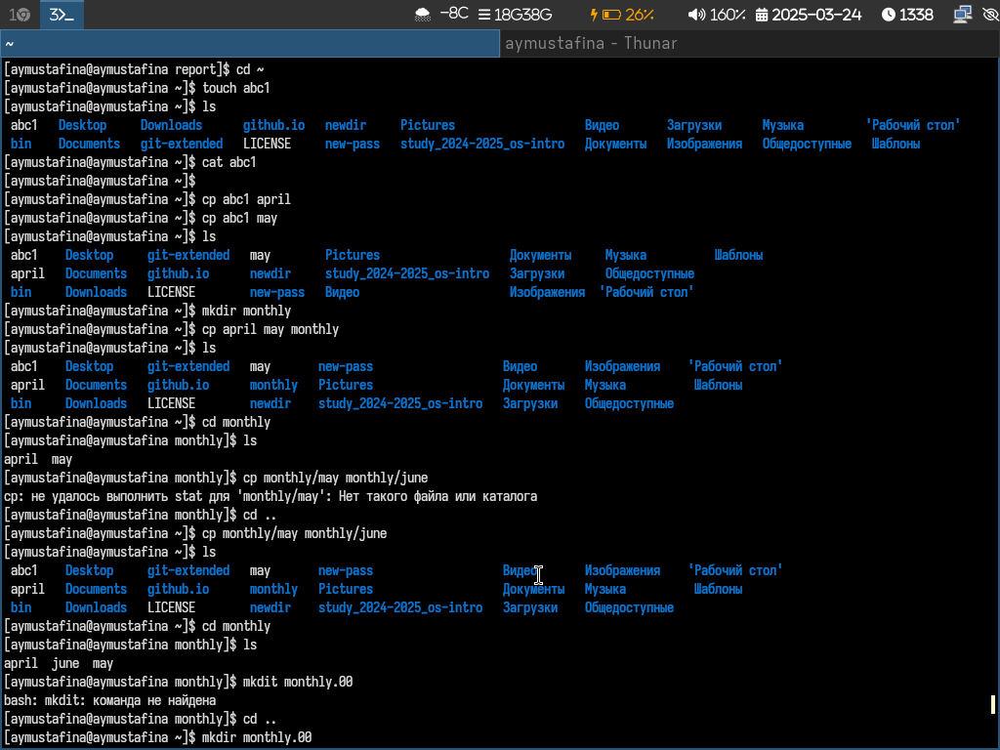 1 3 -8C 18G38G 26% 160% 2025-03-24 1338
~ aymustafina - Thunar
[aymustafina@aymustafina report]$ cd ~
[aymustafina@aymustafina ~]$ touch abc1
[aymustafina@aymustafina ~]$ ls
abc1 Desktop Downloads github.io newdir Pictures Видео Загрузки Музыка 'Рабочий стол'
bin Documents git-extended LICENSE new-pass study_2024-2025_os-intro Документы Изображения Общедоступные Шаблоны
[aymustafina@aymustafina ~]$ cat abc1
[aymustafina@aymustafina ~]$
[aymustafina@aymustafina ~]$ cp abc1 april
[aymustafina@aymustafina ~]$ cp abc1 may
[aymustafina@aymustafina ~]$ ls
abc1 Desktop git-extended may Pictures Документы Музыка Шаблоны
april Documents github.io newdir study_2024-2025_os-intro Загрузки Общедоступные
bin Downloads LICENSE new-pass Видео Изображения 'Рабочий стол'
[aymustafina@aymustafina ~]$ mkdir monthly
[aymustafina@aymustafina ~]$ cp april may monthly
[aymustafina@aymustafina ~]$ ls
abc1 Desktop git-extended may new-pass Видео Изображения 'Рабочий стол'
april Documents github.io monthly Pictures Документы Музыка Шаблоны
bin Downloads LICENSE newdir study_2024-2025_os-intro Загрузки Общедоступные
[aymustafina@aymustafina ~]$ cd monthly
[aymustafina@aymustafina monthly]$ ls
april may
[aymustafina@aymustafina monthly]$ cp monthly/may monthly/june
cp: не удалось выполнить stat для 'monthly/may': Нет такого файла или каталога
[aymustafina@aymustafina monthly]$ cd ..
[aymustafina@aymustafina ~]$ cp monthly/may monthly/june
[aymustafina@aymustafina ~]$ ls
abc1 Desktop git-extended may new-pass Видео Изображения 'Рабочий стол'
april Documents github.io monthly Pictures Документы Музыка Шаблоны
bin Downloads LICENSE newdir study_2024-2025_os-intro Загрузки Общедоступные
[aymustafina@aymustafina ~]$ cd monthly
[aymustafina@aymustafina monthly]$ ls
april june may
[aymustafina@aymustafina monthly]$ mkdit monthly.00
bash: mkdit: команда не найдена
[aymustafina@aymustafina monthly]$ cd ..
[aymustafina@aymustafina ~]$ mkdir monthly.00